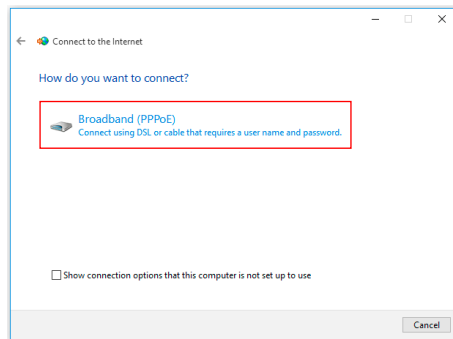 Connect to the Internet
How do you want to connect?
Broadband (PPPoE)
Connect using DSL or cable that requires a user name and password.
Show connection options that this computer is not set up to use
Cancel